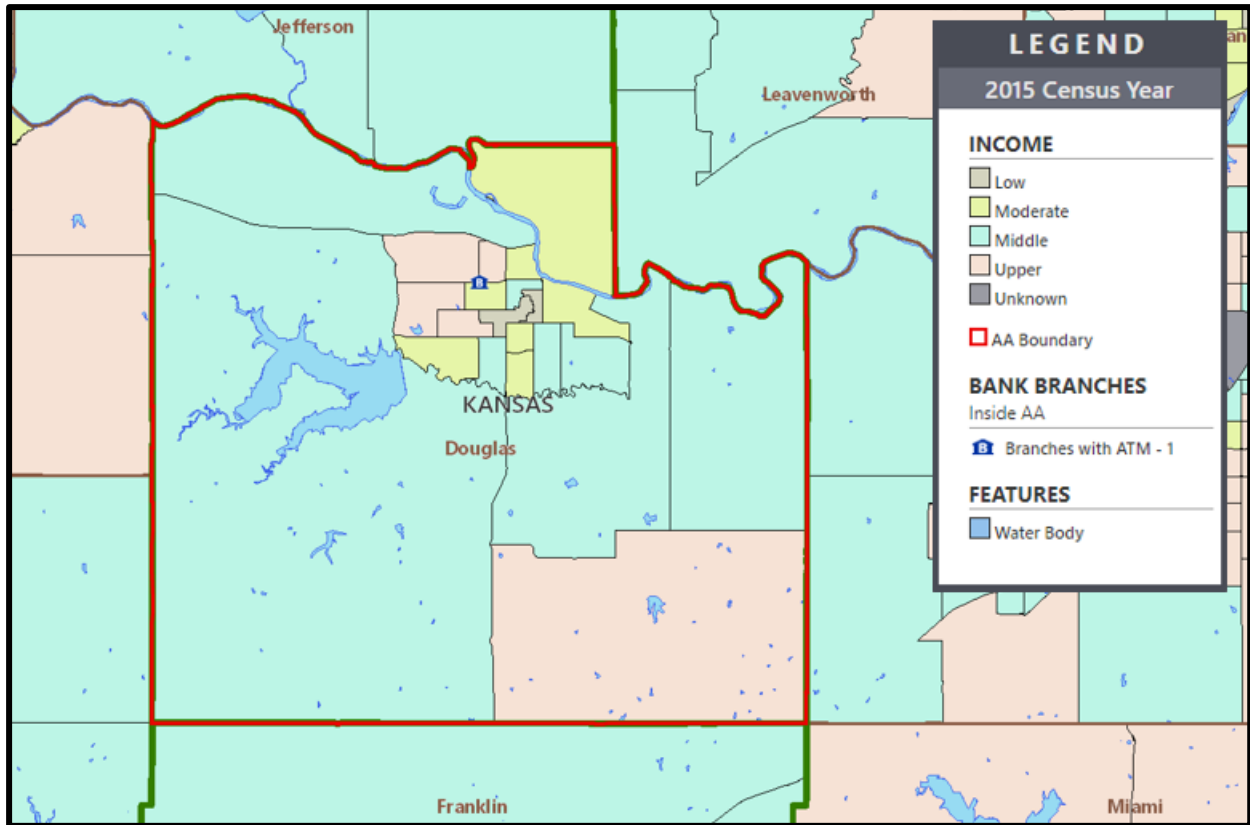 Jefferson
Leavenworth
an
LEGEND
2015 Census Year
INCOME
Low
Moderate
Middle
Upper
Unknown
AA Boundary
BANK BRANCHES
Inside AA
B Branches with ATM - 1
FEATURES
Water Body
B
KANSAS
Douglas
Franklin
Miami